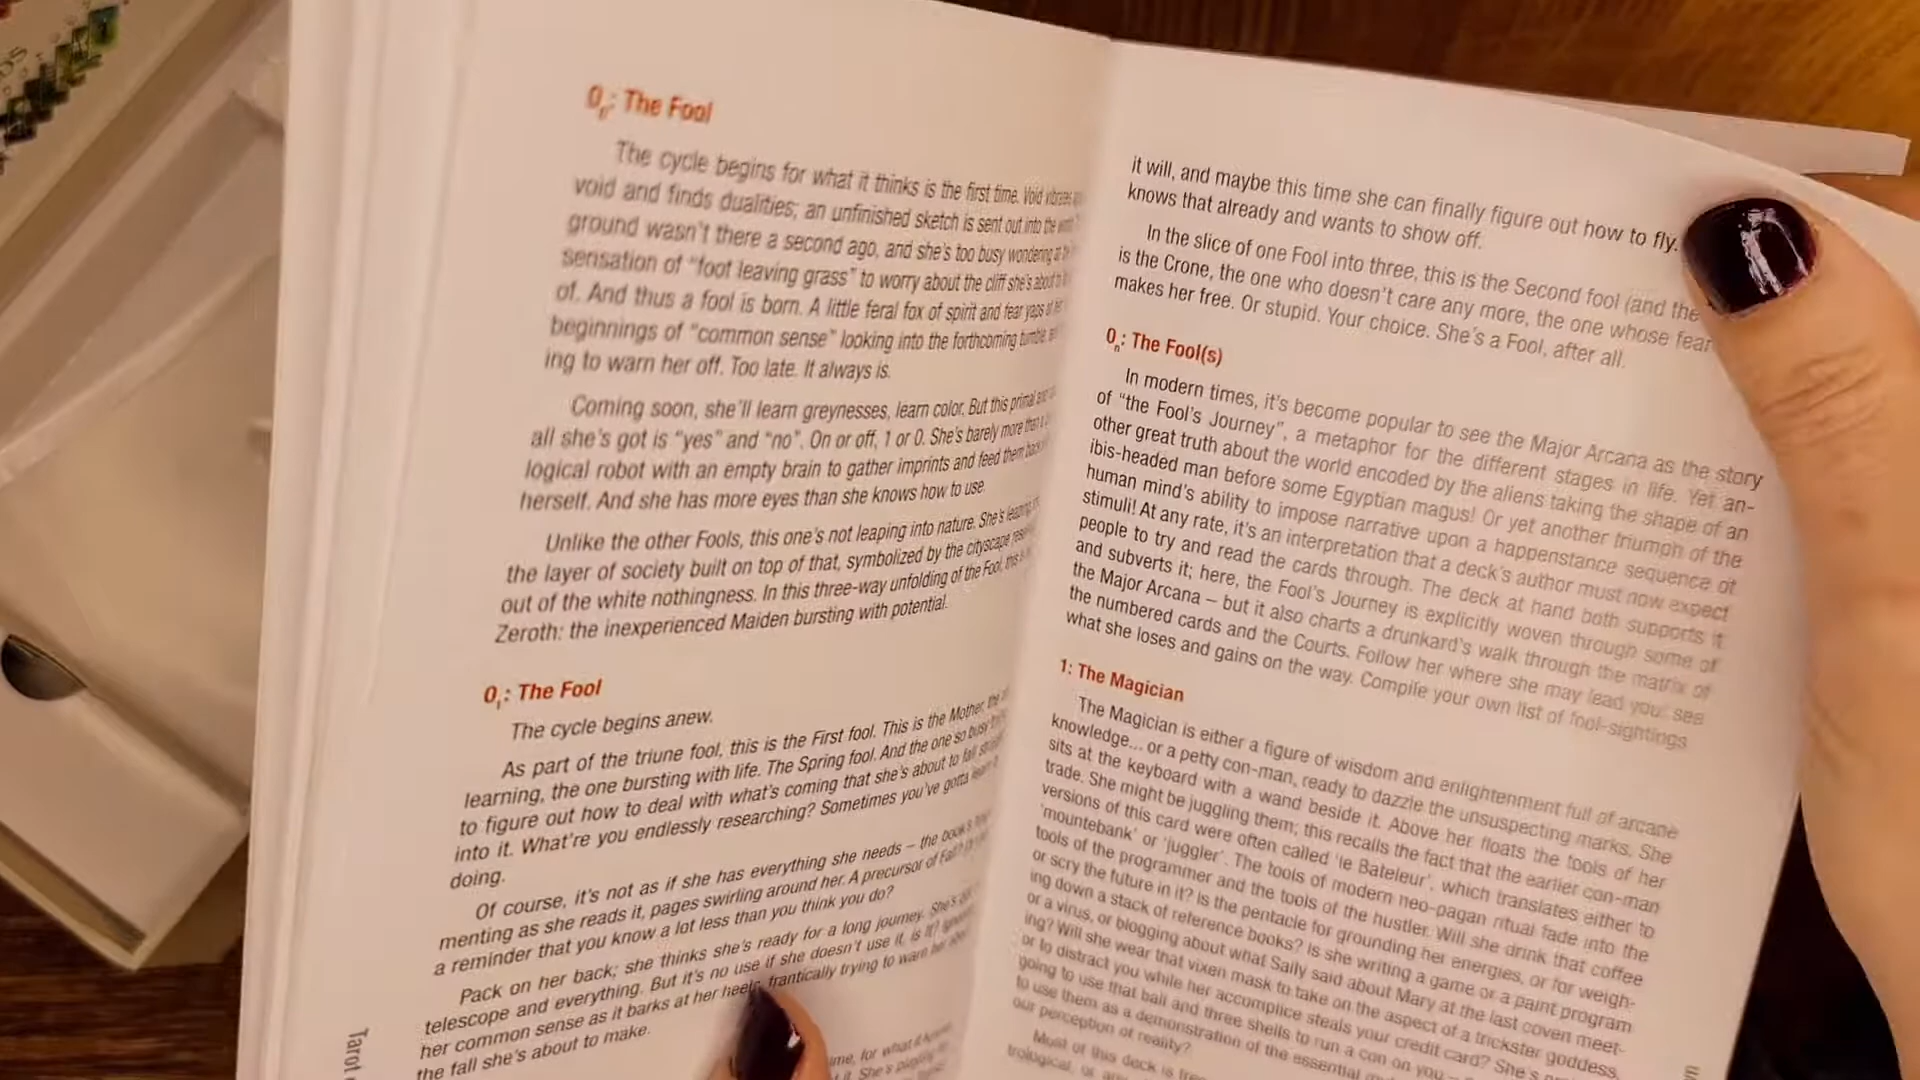 0 : The Fool
The cycle begins for what it thinks is the first time. Void vibrates
void and finds dualities; an unfinished sketch is sent out into the
ground wasn't there a second ago, and she's too busy wondering at
sensation of "foot leaving grass" to worry about the cliff she's about to
of. And thus a fool is born. A little feral fox of spirit and fear yaps at
beginnings of "common sense" looking into the forthcoming tumble,
ing to warn her off. Too late. It always is.
Coming soon, she'll learn greynesses, learn color. But this primal
all she's got is "yes" and "no". On or off, 1 or 0. She's barely more than a
logical robot with an empty brain to gather imprints and feed them back
herself. And she has more eyes than she knows how to use.
Unlike the other Fools, this one's not leaping into nature. She's leaping
the layer of society built on top of that, symbolized by the cityscape
out of the white nothingness. In this three-way unfolding of the Fool, this is
Zeroth: the inexperienced Maiden bursting with potential.
0 : The Fool
The cycle begins anew.
As part of the triune fool, this is the First fool. This is the Mother, the
learning, the one bursting with life. The Spring fool. And the one so busy
to figure out how to deal with what's coming that she's about to fall
into it. What're you endlessly researching? Sometimes you've gotta
doing.
Of course, it's not as if she has everything she needs – the book's
menting as she reads it, pages swirling around her. A precursor of
a reminder that you know a lot less than you think you do?
Pack on her back; she thinks she's ready for a long journey. She's
telescope and everything. But it's no use if she doesn't use it, is it?
her common sense as it barks at her heels, frantically trying to warn her
the fall she's about to make.
time, for what it
it. She's
Tarot
it will, and maybe this time she can finally figure out how to fly.
knows that already and wants to show off.
In the slice of one Fool into three, this is the Second fool (and the
is the Crone, the one who doesn't care any more, the one whose fear
makes her free. Or stupid. Your choice. She's a Fool, after all.
0n: The Fool(s)
In modern times, it's become popular to see the Major Arcana as the story
of "the Fool's Journey", a metaphor for the different stages in life. Yet an-
other great truth about the world encoded by the aliens taking the shape of an
ibis-headed man before some Egyptian magus! Or yet another triumph of the
human mind's ability to impose narrative upon a happenstance sequence of
stimuli! At any rate, it's an interpretation that a deck's author must now expect
people to try and read the cards through. The deck at hand both supports it
and subverts it; here, the Fool's Journey is explicitly woven through some of
the Major Arcana – but it also charts a drunkard's walk through the matrix of
the numbered cards and the Courts. Follow her where she may lead you; see
what she loses and gains on the way. Compile your own list of fool-sightings
1: The Magician
The Magician is either a figure of wisdom and enlightenment full of arcane
knowledge... or a petty con-man, ready to dazzle the unsuspecting marks. She
sits at the keyboard with a wand beside it. Above her floats the tools of her
trade. She might be juggling them; this recalls the fact that the earlier con-man
versions of this card were often called 'le Bateleur', which translates either to
'mountebank' or 'juggler'. The tools of modern neo-pagan ritual fade into the
tools of the programmer and the tools of the hustler. Will she drink that coffee
or scry the future in it? Is the pentacle for grounding her energies, or for weigh-
ing down a stack of reference books? Is she writing a game or a paint program
or a virus, or blogging about what Sally said about Mary at the last coven meet-
ing? Will she wear that vixen mask to take on the aspect of a trickster goddess,
or to distract you while her accomplice steals your credit card? She's
going to use that ball and three shells to run a con on you –
to use them as a demonstration of the essential
our perception of reality?
Most of this deck is free
trological, or any